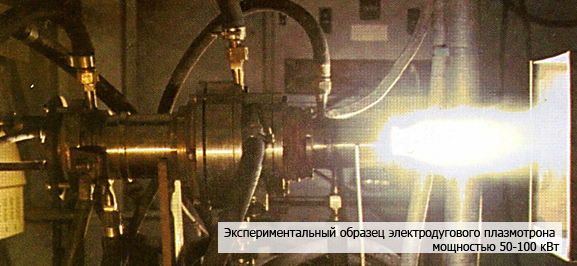 Экспериментальный образец электродугового плазмотрона
мощностью 50-100 кВт